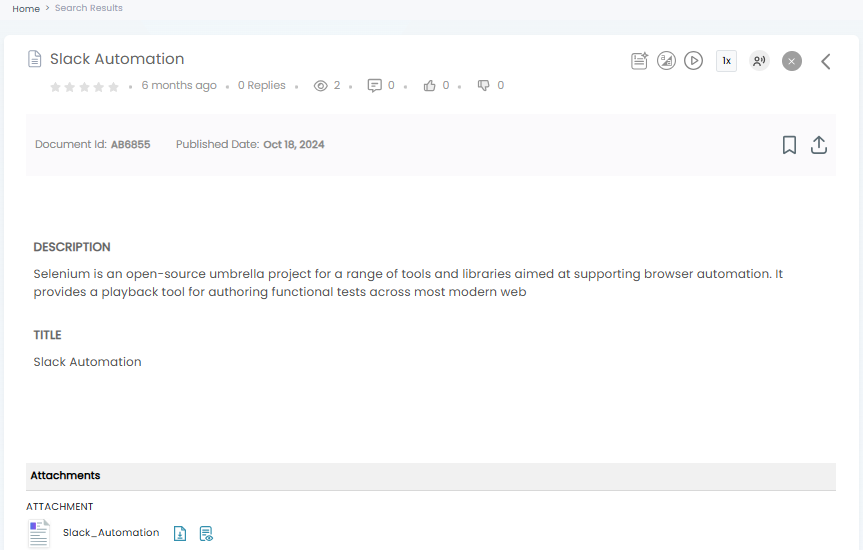 Home > Search Results
Slack Automation
1x
6 months ago • 0 Replies • 2 • 0 • 0 • 0
Document Id: AB6855 Published Date: Oct 18, 2024
DESCRIPTION
Selenium is an open-source umbrella project for a range of tools and libraries aimed at supporting browser automation. It
provides a playback tool for authoring functional tests across most modern web
TITLE
Slack Automation
Attachments
ATTACHMENT
Slack_Automation